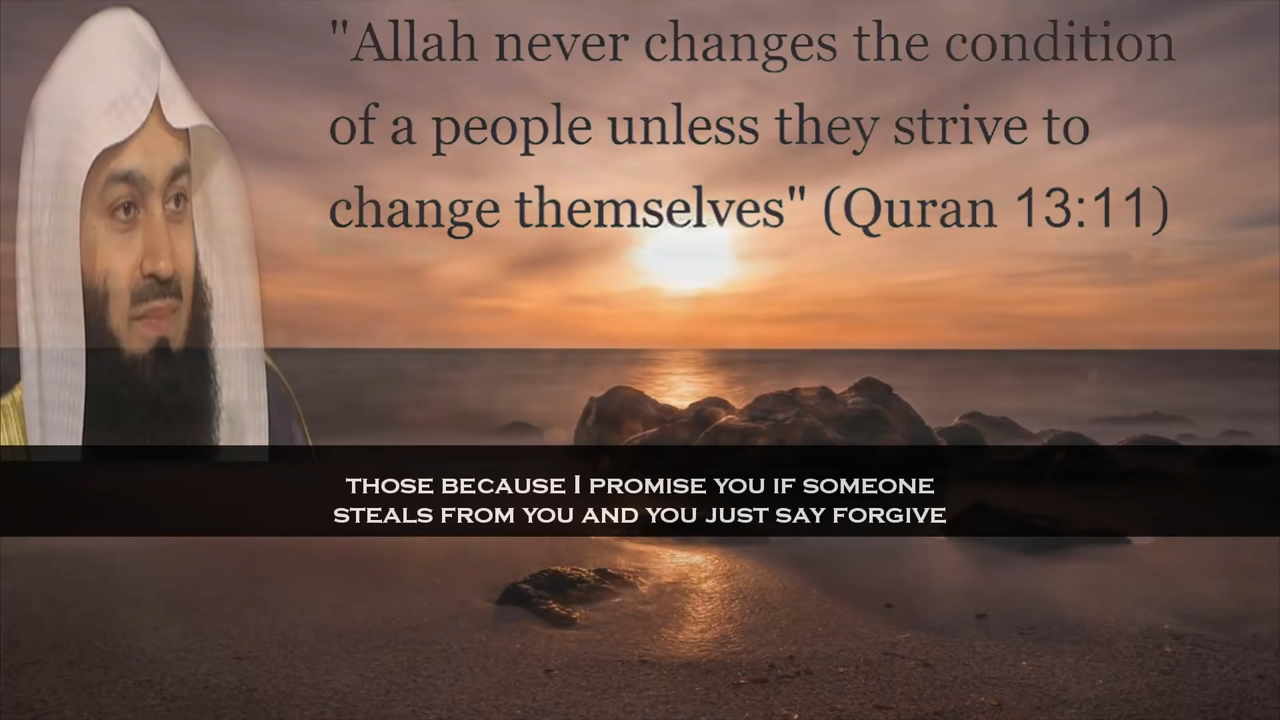 "Allah never changes the condition
of a people unless they strive to
change themselves" (Quran 13:11)
THOSE BECAUSE I PROMISE YOU IF SOMEONE
STEALS FROM YOU AND YOU JUST SAY FORGIVE